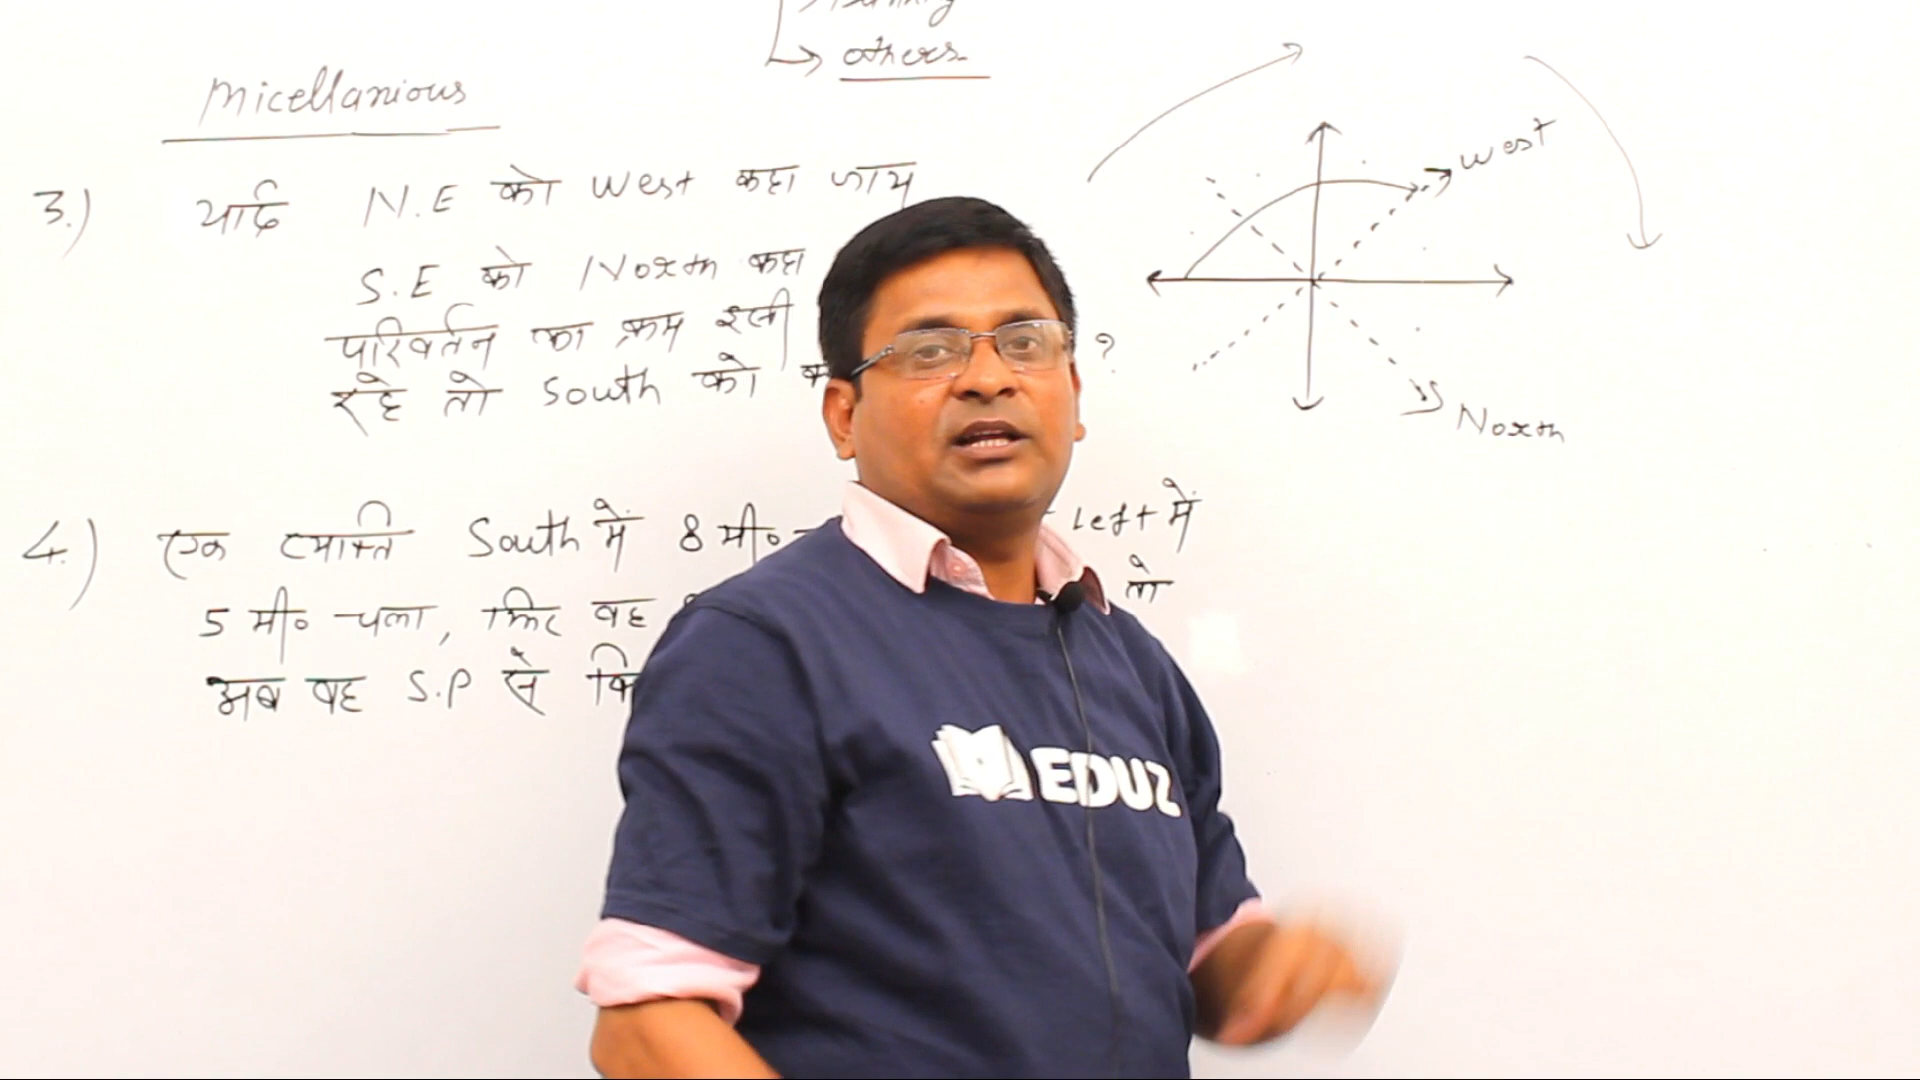 others
Micellanious
3.) यदि N.E को West कहा जाय
S.E को North कहा
परिवर्तन का क्रम इसी
रहे तो South को ?
4.) एक व्यक्ति South में 8 मी० Left में
5 मी० चला, फिर वह तो
अब वह S.P से
West
North
EDUZ